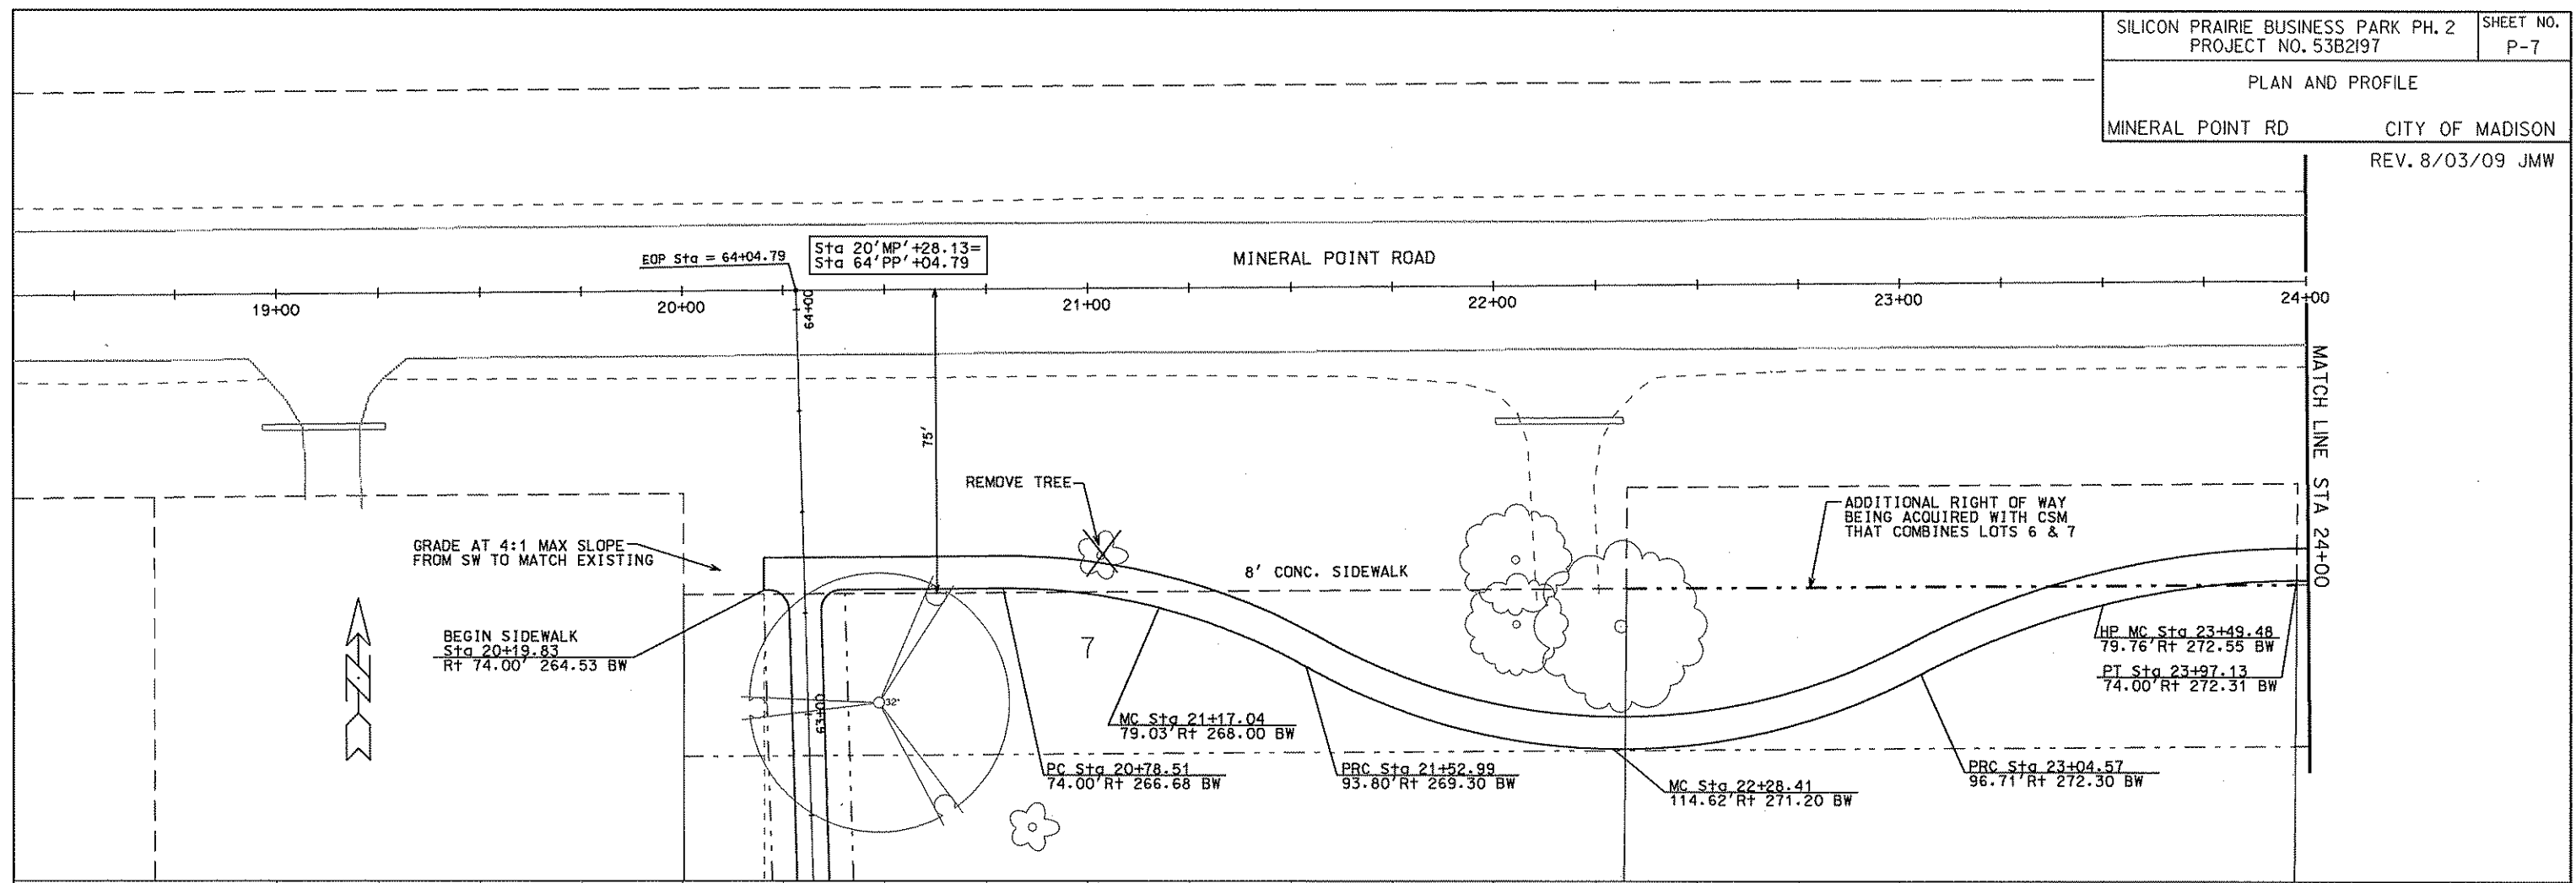 SILICON PRAIRIE BUSINESS PARK PH. 2
PROJECT NO. 53B2197
SHEET NO.
P-7
PLAN AND PROFILE
MINERAL POINT RD CITY OF MADISON
REV. 8/03/09 JMW
EOP Sta = 64+04.79
Sta 20'MP'+28.13=
Sta 64'PP'+04.79
MINERAL POINT ROAD
19+00
20+00
64+00
21+00
22+00
23+00
24+00
MATCH LINE STA 24+00
75'
REMOVE TREE
GRADE AT 4:1 MAX SLOPE
FROM SW TO MATCH EXISTING
8' CONC. SIDEWALK
ADDITIONAL RIGHT OF WAY
BEING ACQUIRED WITH CSM
THAT COMBINES LOTS 6 & 7
BEGIN SIDEWALK
Sta 20+19.83
Rt 74.00' 264.53 BW
N
7
32"
63+00
MC Sta 21+17.04
79.03'Rt 268.00 BW
PC Sta 20+78.51
74.00'Rt 266.68 BW
PRC Sta 21+52.99
93.80'Rt 269.30 BW
MC Sta 22+28.41
114.62'Rt 271.20 BW
PRC Sta 23+04.57
96.71'Rt 272.30 BW
HP MC Sta 23+49.48
79.76'Rt 272.55 BW
PT Sta 23+97.13
74.00'Rt 272.31 BW